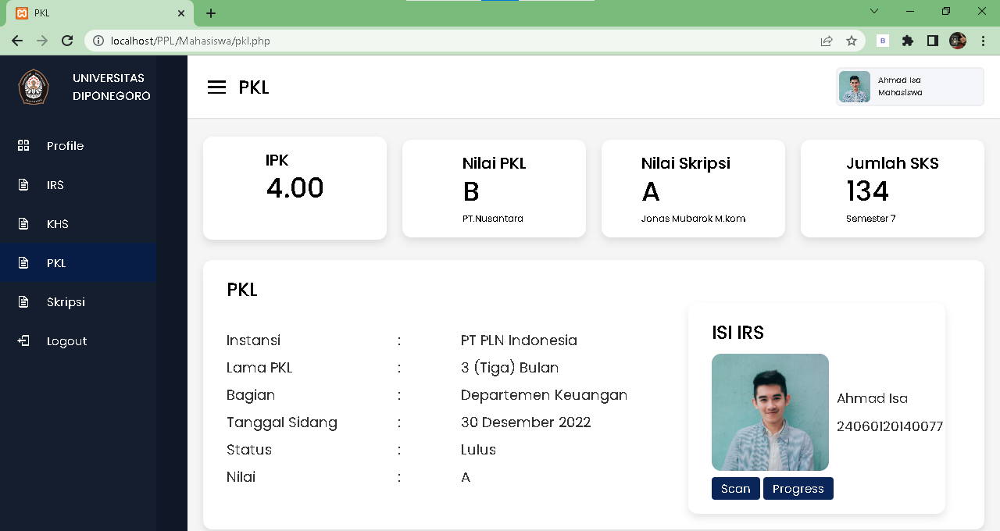 PKL
localhost/PPL/Mahasiswa/pkl.php
B
UNIVERSITAS
DIPONEGORO
PKL
Ahmad Isa
Mahasiswa
Profile
IRS
KHS
PKL
Skripsi
Logout
IPK
4.00
Nilai PKL
B
PT.Nusantara
Nilai Skripsi
A
Jonas Mubarok M.kom
Jumlah SKS
134
Semester 7
PKL
Instansi : PT PLN Indonesia
Lama PKL : 3 (Tiga) Bulan
Bagian : Departemen Keuangan
Tanggal Sidang : 30 Desember 2022
Status : Lulus
Nilai : A
ISI IRS
Ahmad Isa
24060120140077
Scan Progress